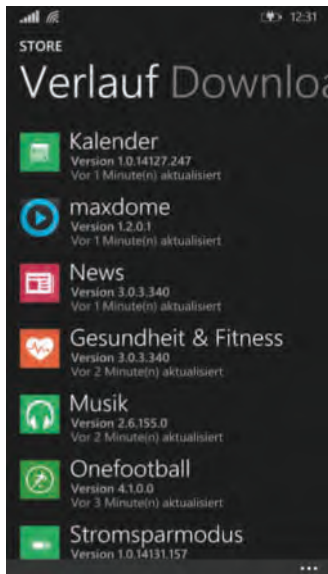 12:31
STORE
Verlauf Downloa
Kalender
Version 1.0.14127.247
Vor 1 Minute(n) aktualisiert
maxdome
Version 1.2.0.1
Vor 1 Minute(n) aktualisiert
News
Version 3.0.3.340
Vor 1 Minute(n) aktualisiert
Gesundheit & Fitness
Version 3.0.3.340
Vor 2 Minute(n) aktualisiert
Musik
Version 2.6.155.0
Vor 2 Minute(n) aktualisiert
Onefootball
Version 4.1.0.0
Vor 3 Minute(n) aktualisiert
Stromsparmodus
Version 1.0.14131.157